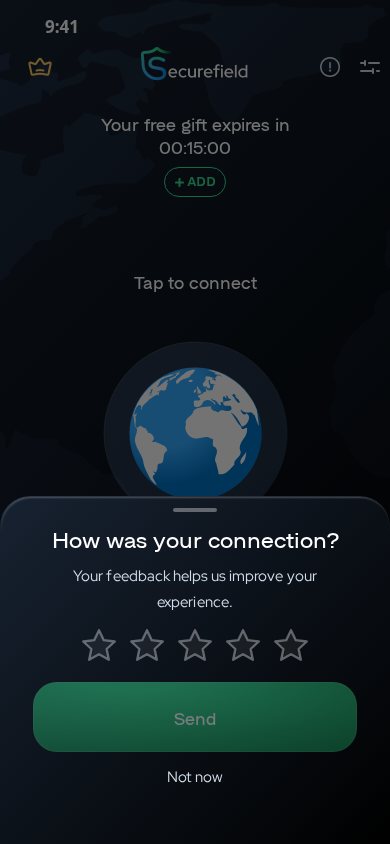 9:41
Securefield
Your free gift expires in
00:15:00
+ ADD
Tap to connect
How was your connection?
Your feedback helps us improve your
experience.
Send
Not now